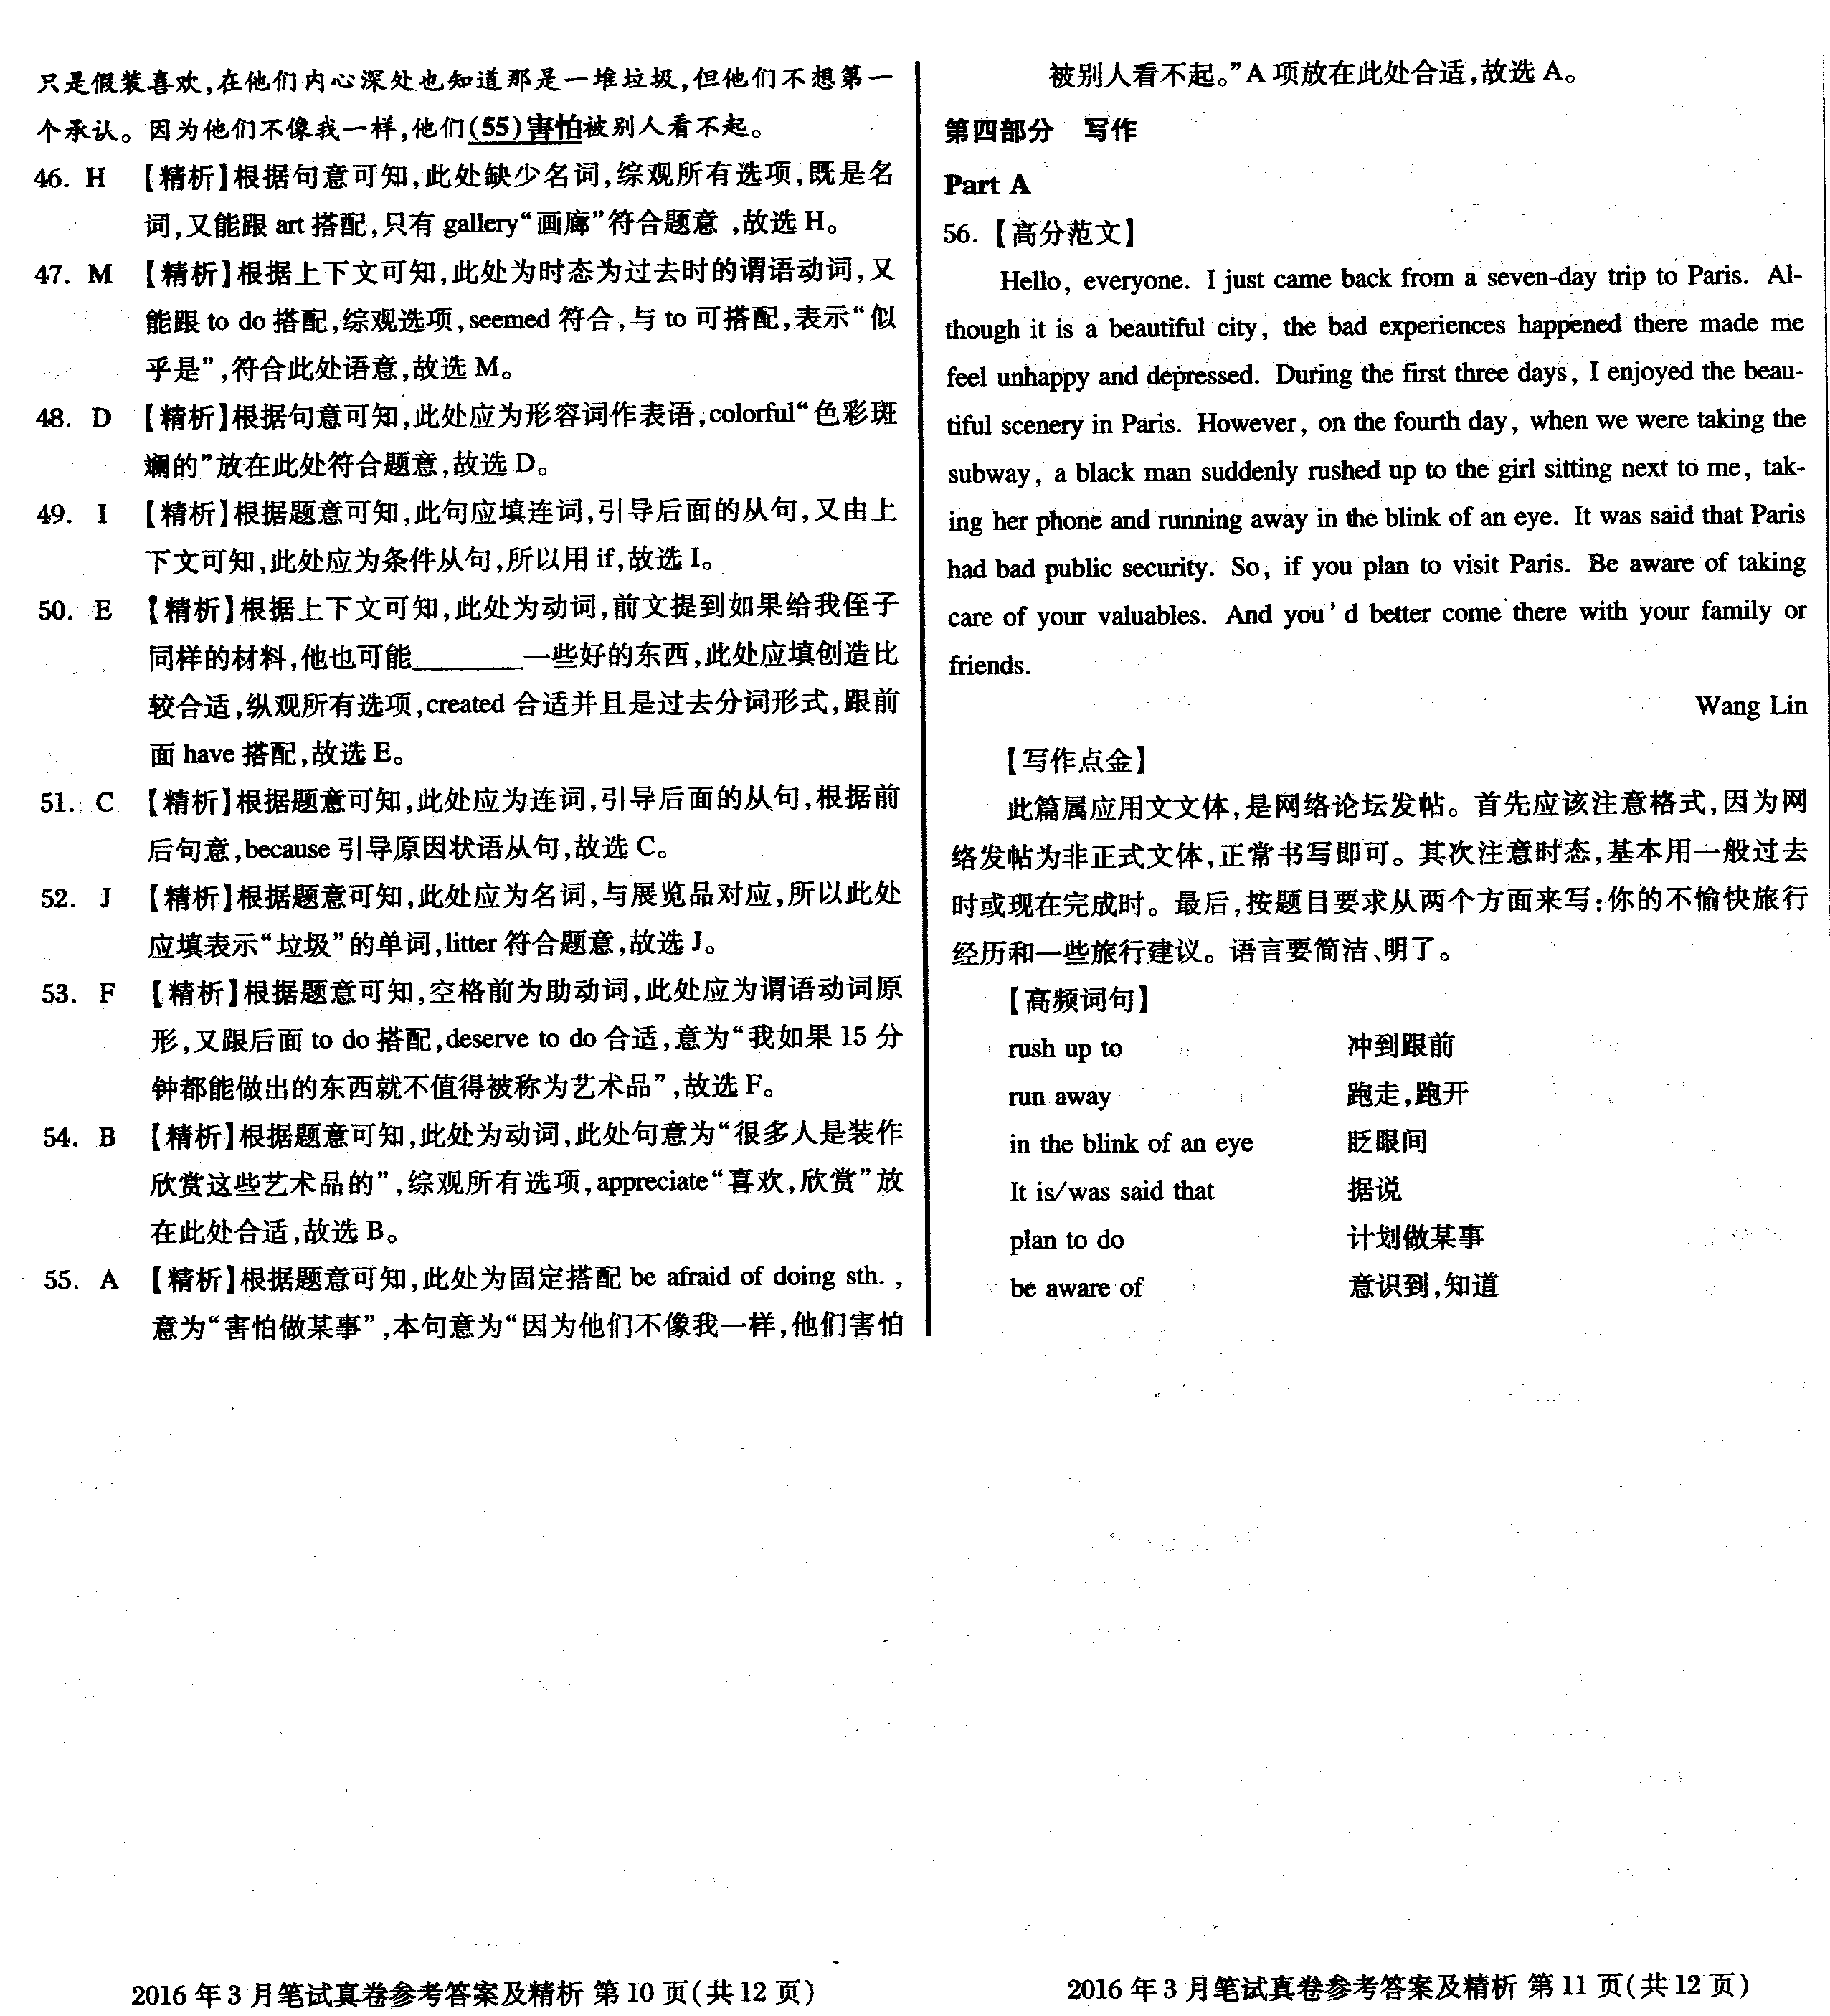 只是假装喜欢,在他们内心深处也知道那是一堆垃圾,但他们不想第一
个承认。因为他们不像我一样,他们(55)害怕被别人看不起。
46. H 【精析】根据句意可知,此处缺少名词,综观所有选项,既是名
词,又能跟 art 搭配,只有 gallery“画廊”符合题意 ,故选 H。
47. M 【精析】根据上下文可知,此处为时态为过去时的谓语动词,又
能跟 to do 搭配,综观选项,seemed 符合,与 to 可搭配,表示“似
乎是”,符合此处语意,故选 M。
48. D 【精析】根据句意可知,此处应为形容词作表语,colorful“色彩斑
斓的”放在此处符合题意,故选 D。
49. I 【精析】根据题意可知,此句应填连词,引导后面的从句,又由上
下文可知,此处应为条件从句,所以用 if,故选 I。
50. E 【精析】根据上下文可知,此处为动词,前文提到如果给我侄子
同样的材料,他也可能________一些好的东西,此处应填创造比
较合适,纵观所有选项,created 合适并且是过去分词形式,跟前
面 have 搭配,故选 E。
51. C 【精析】根据题意可知,此处应为连词,引导后面的从句,根据前
后句意,because 引导原因状语从句,故选 C。
52. J 【精析】根据题意可知,此处应为名词,与展览品对应,所以此处
应填表示“垃圾”的单词,litter 符合题意,故选 J。
53. F 【精析】根据题意可知,空格前为助动词,此处应为谓语动词原
形,又跟后面 to do 搭配,deserve to do 合适,意为“我如果 15 分
钟都能做出的东西就不值得被称为艺术品”,故选 F。
54. B 【精析】根据题意可知,此处为动词,此处句意为“很多人是装作
欣赏这些艺术品的”,综观所有选项,appreciate“喜欢,欣赏”放
在此处合适,故选 B。
55. A 【精析】根据题意可知,此处为固定搭配 be afraid of doing sth. ,
意为“害怕做某事”,本句意为“因为他们不像我一样,他们害怕
2016 年 3 月笔试真卷参考答案及精析 第 10 页(共 12 页)
被别人看不起。”A 项放在此处合适,故选 A。
第四部分 写作
Part A
56. 【高分范文】
Hello, everyone. I just came back from a seven-day trip to Paris. Al-
though it is a beautiful city, the bad experiences happened there made me
feel unhappy and depressed. During the first three days, I enjoyed the beau-
tiful scenery in Paris. However, on the fourth day, when we were taking the
subway, a black man suddenly rushed up to the girl sitting next to me, tak-
ing her phone and running away in the blink of an eye. It was said that Paris
had bad public security. So, if you plan to visit Paris. Be aware of taking
care of your valuables. And you'd better come there with your family or
friends.
Wang Lin
【写作点金】
此篇属应用文文体,是网络论坛发帖。首先应该注意格式,因为网
络发帖为非正式文体,正常书写即可。其次注意时态,基本用一般过去
时或现在完成时。最后,按题目要求从两个方面来写:你的不愉快旅行
经历和一些旅行建议。语言要简洁、明了。
【高频词句】
rush up to 冲到跟前
run away 跑走,跑开
in the blink of an eye 眨眼间
It is/was said that 据说
plan to do 计划做某事
be aware of 意识到,知道
2016 年 3 月笔试真卷参考答案及精析 第 11 页(共 12 页)